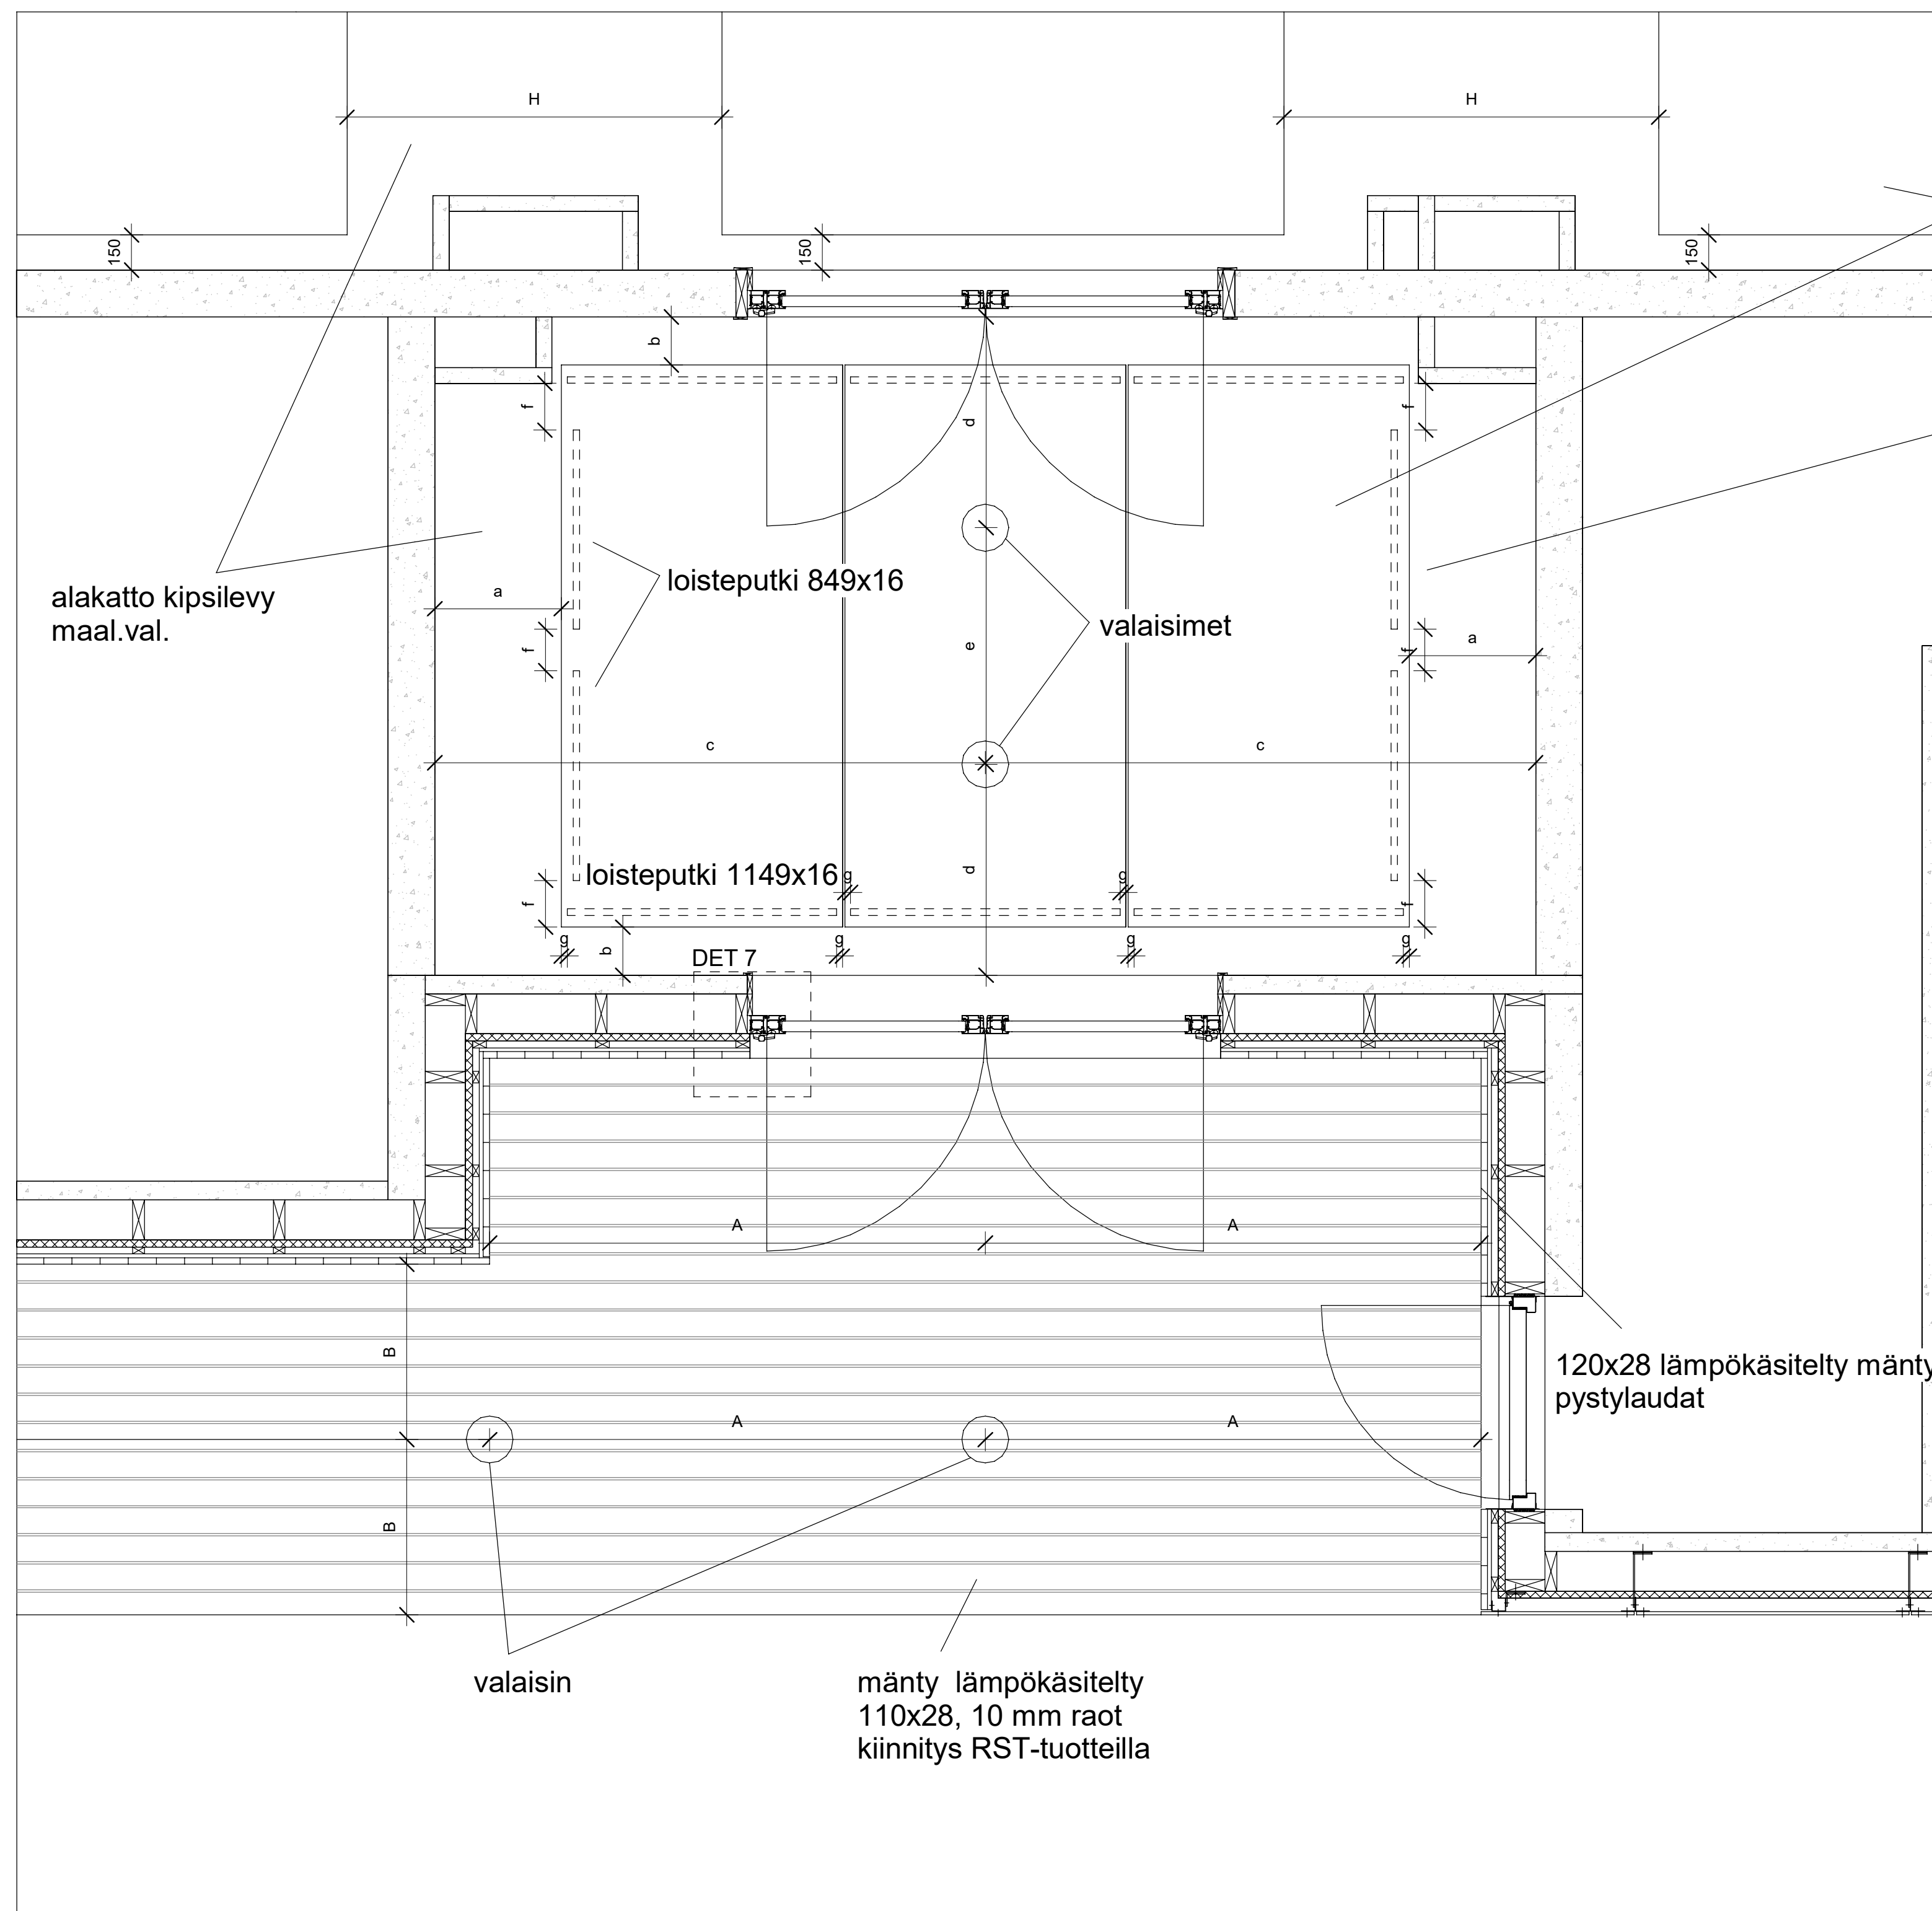 H
H
150
150
150
b
f
d
f
alakatto kipsilevy
maal.val.
a
loisteputki 849x16
valaisimet
f
e
f
a
c
c
loisteputki 1149x16
g
g
d
f
f
g
b
g
g
g
DET 7
A
A
B
120x28 lämpökäsitelty mänty
pystylaudat
A
A
B
valaisin
mänty lämpökäsitelty
110x28, 10 mm raot
kiinnitys RST-tuotteilla